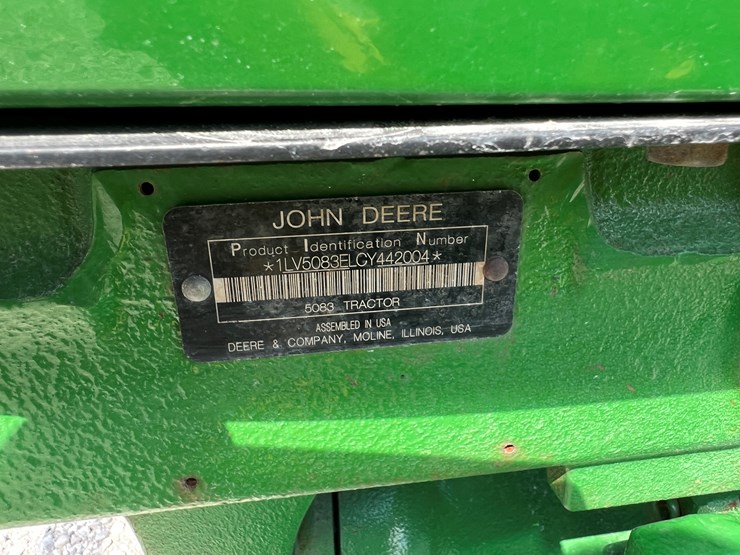 JOHN DEERE
Product Identification Number
*1LV5083ELCY442004*
5083 TRACTOR
ASSEMBLED IN USA
DEERE & COMPANY, MOLINE, ILLINOIS, USA